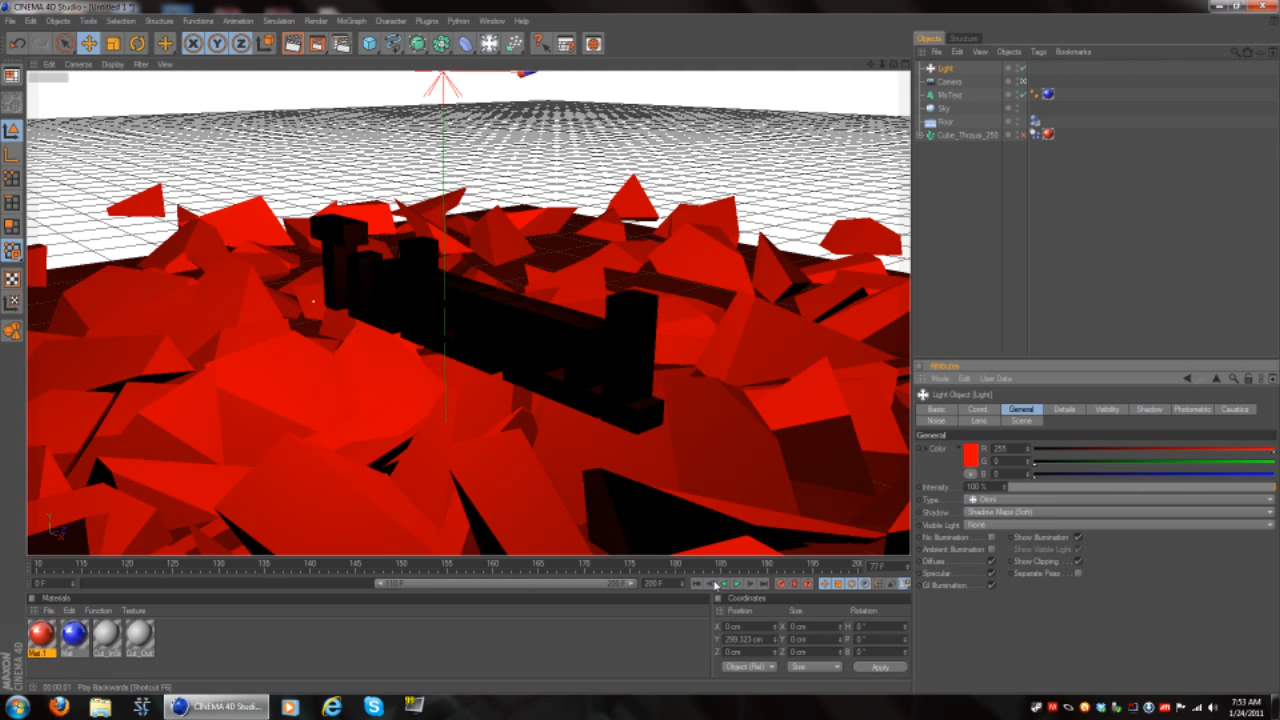 CINEMA 4D Studio - [Untitled 1 *]
File Edit Objects Tools Selection Structure Functions Animation Simulation Render MoGraph Character Plugins Python Window Help
Edit Cameras Display Filter View
Objects Structure
File Edit View Objects Tags Bookmarks
Light
Camera
MoText
Sky
Floor
Cube_Thrausi_250
Attributes
Mode Edit User Data
Light Object [Light]
Basic Coord. General Details Visibility Shadow Photometric Caustics
Noise Lens Scene
General
Color R 255
G 0
B 0
Intensity 100 %
Type Omni
Shadow Shadow Maps (Soft)
Visible Light None
No Illumination Show Illumination
Ambient Illumination Show Visible Light
Diffuse Show Clipping
Specular Separate Pass
GI Illumination
10 115 120 125 130 135 140 145 150 155 160 165 170 175 180 185 190 195 200 77 F
0 F 110 F 200 F 200 F
Materials
File Edit Function Texture
Mat.1 Mat
Coordinates
Position Size Rotation
X 0 cm X 0 cm H 0 °
Y 299.323 cm Y 0 cm P 0 °
Z 0 cm Z 0 cm B 0 °
Object (Rel) Size Apply
MAXON
CINEMA 4D
00:00:01 Play Backwards [Shortcut F6]
CINEMA 4D Studi...
99
7:53 AM
1/24/2011